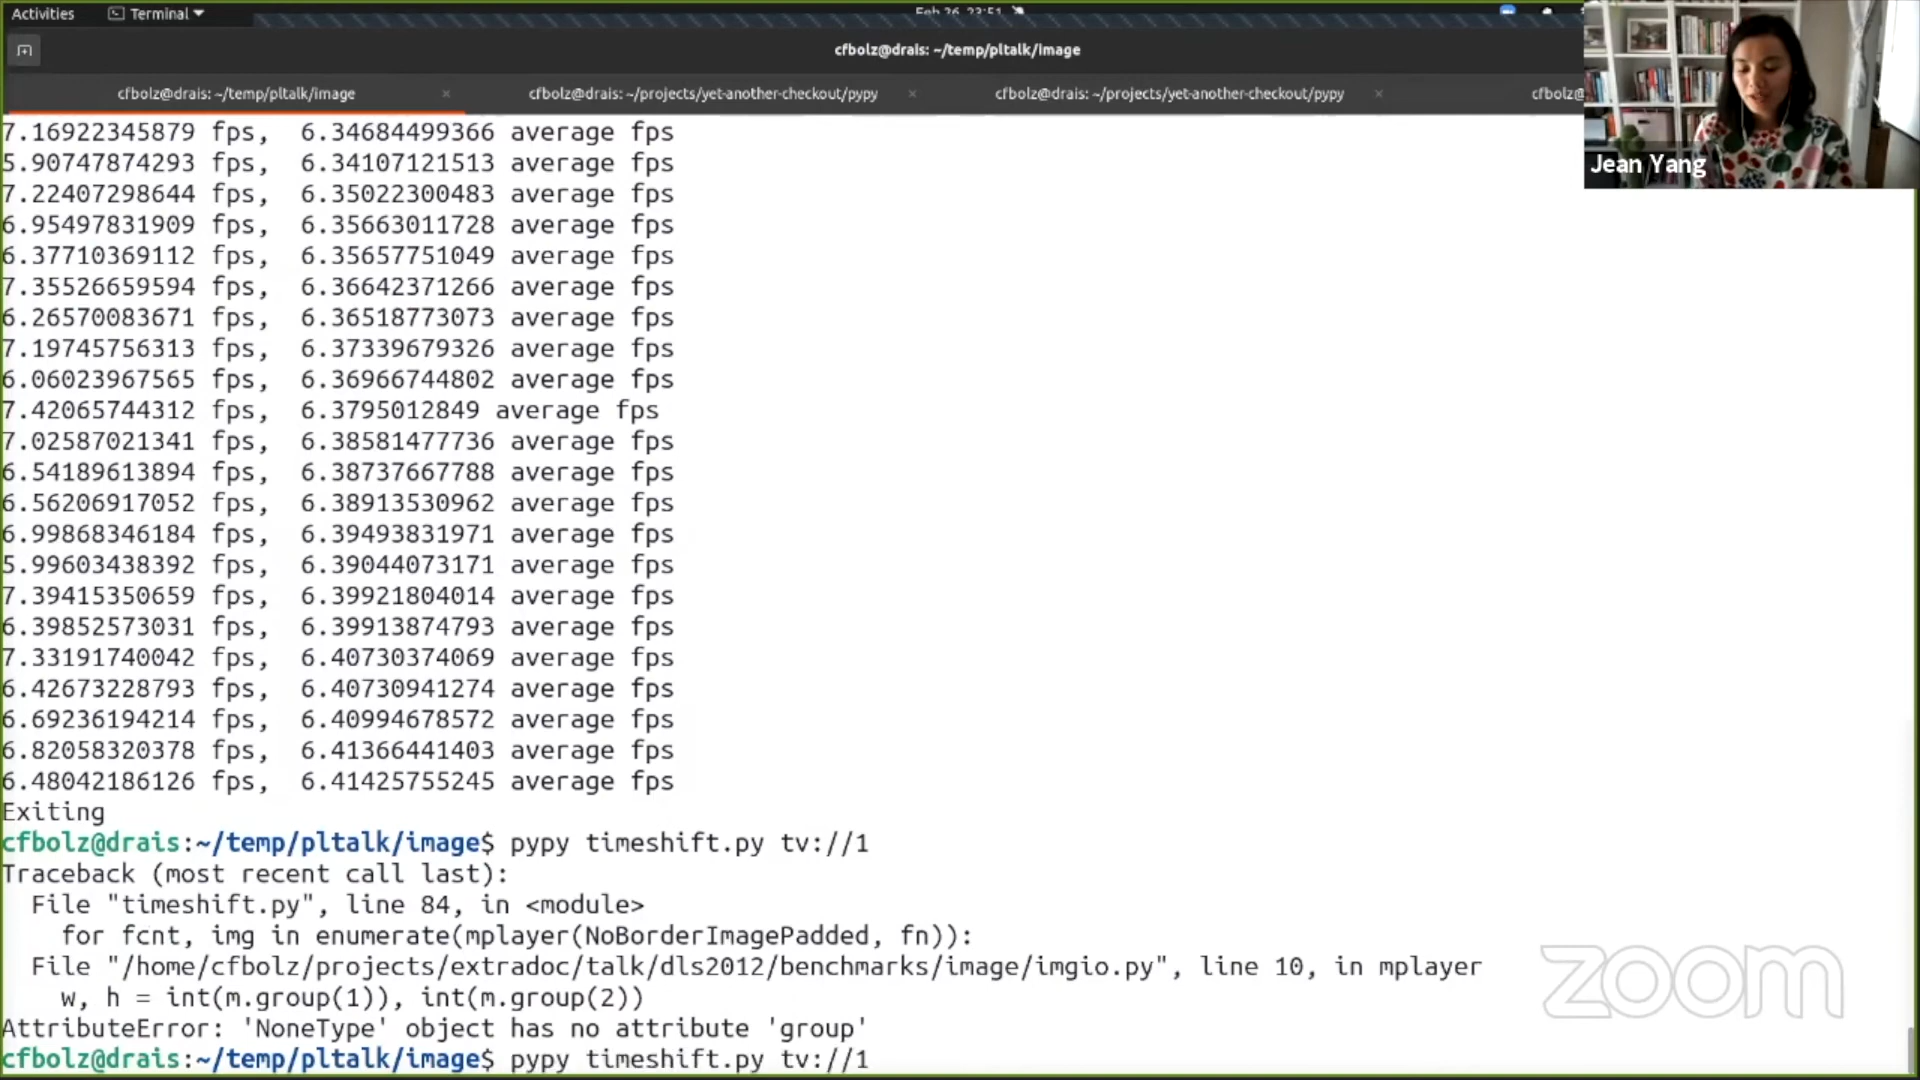 Activities
Terminal
Feb 26 23:51
cfbolz@drais: ~/temp/pltalk/image
cfbolz@drais: ~/temp/pltalk/image × cfbolz@drais: ~/projects/yet-another-checkout/pypy × cfbolz@drais: ~/projects/yet-another-checkout/pypy × cfbolz@
Jean Yang
7.16922345879 fps,  6.34684499366 average fps
5.90747874293 fps,  6.34107121513 average fps
7.22407298644 fps,  6.35022300483 average fps
6.95497831909 fps,  6.35663011728 average fps
6.37710369112 fps,  6.35657751049 average fps
7.35526659594 fps,  6.36642371266 average fps
6.26570083671 fps,  6.36518773073 average fps
7.19745756313 fps,  6.37339679326 average fps
6.06023967565 fps,  6.36966744802 average fps
7.42065744312 fps,  6.3795012849 average fps
7.02587021341 fps,  6.38581477736 average fps
6.54189613894 fps,  6.38737667788 average fps
6.56206917052 fps,  6.38913530962 average fps
6.99868346184 fps,  6.39493831971 average fps
5.99603438392 fps,  6.39044073171 average fps
7.39415350659 fps,  6.39921804014 average fps
6.39852573031 fps,  6.39913874793 average fps
7.33191740042 fps,  6.40730374069 average fps
6.42673228793 fps,  6.40730941274 average fps
6.69236194214 fps,  6.40994678572 average fps
6.82058320378 fps,  6.41366441403 average fps
6.48042186126 fps,  6.41425755245 average fps
Exiting
cfbolz@drais:~/temp/pltalk/image$ pypy timeshift.py tv://1
Traceback (most recent call last):
  File "timeshift.py", line 84, in <module>
    for fcnt, img in enumerate(mplayer(NoBorderImagePadded, fn)):
  File "/home/cfbolz/projects/extradoc/talk/dls2012/benchmarks/image/imgio.py", line 10, in mplayer
    w, h = int(m.group(1)), int(m.group(2))
AttributeError: 'NoneType' object has no attribute 'group'
cfbolz@drais:~/temp/pltalk/image$ pypy timeshift.py tv://1
zoom